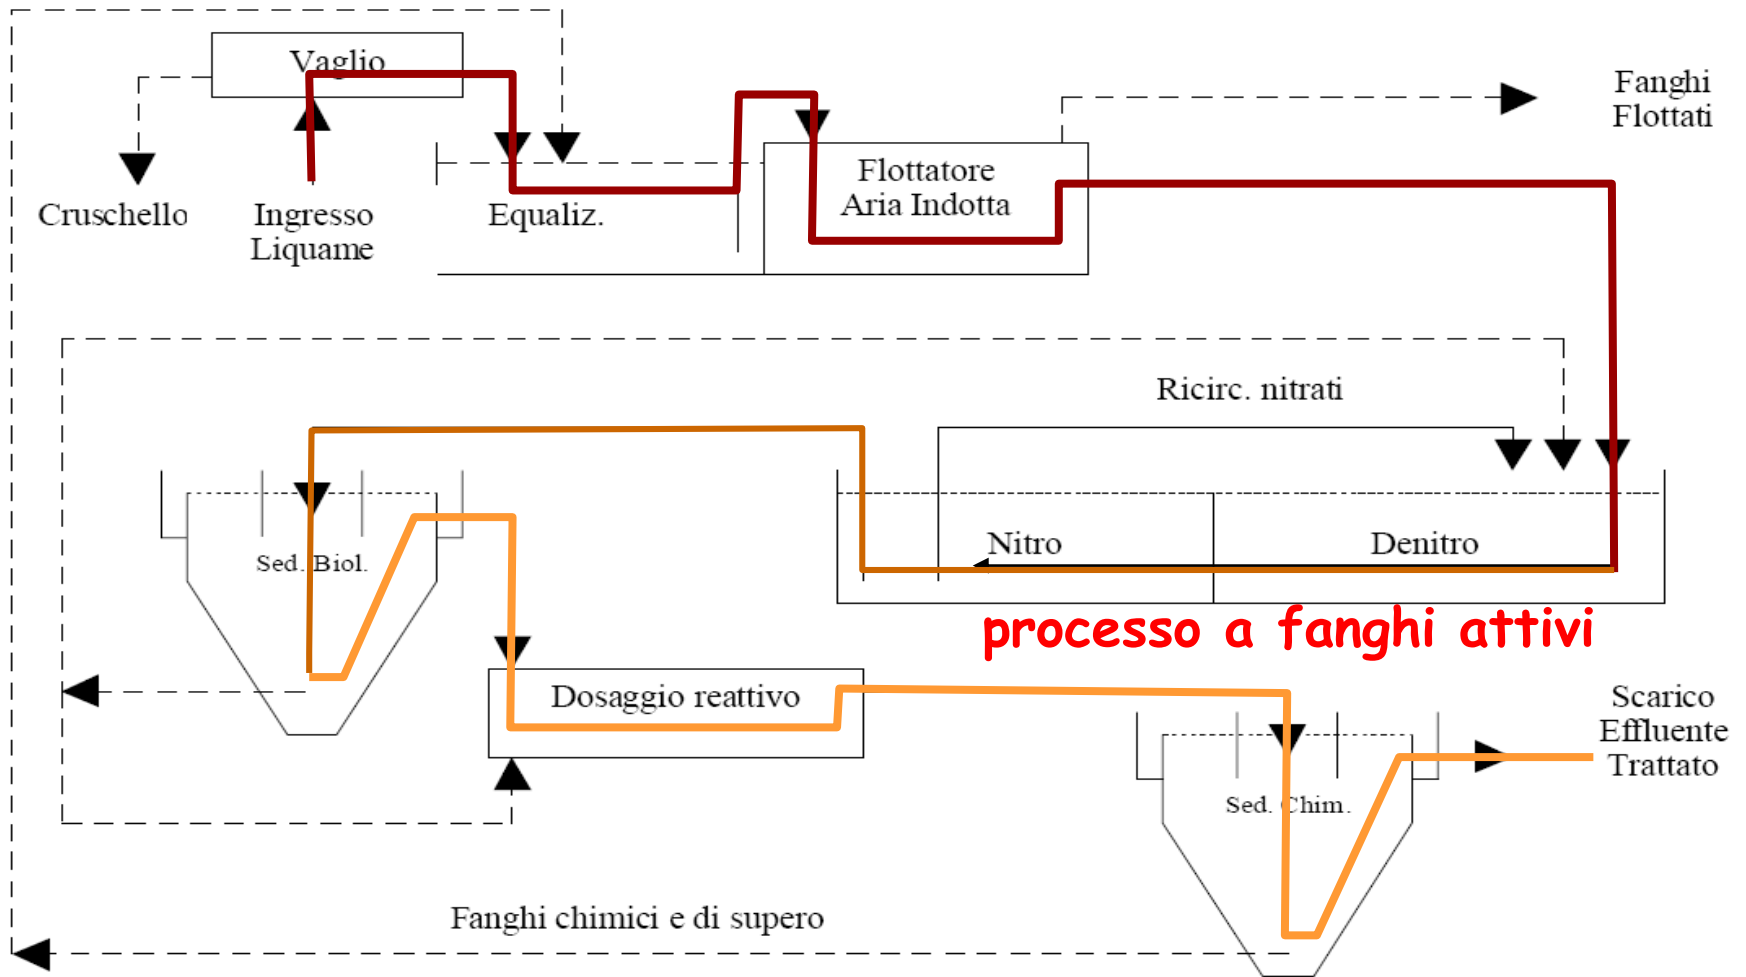 Vaglio
Fanghi
Flottati
Flottatore
Aria Indotta
Cruschello
Ingresso
Liquame
Equaliz.
Ricirc. nitrati
Nitro
Denitro
Sed. Biol.
processo a fanghi attivi
Dosaggio reattivo
Scarico
Effluente
Trattato
Sed. Chim.
Fanghi chimici e di supero